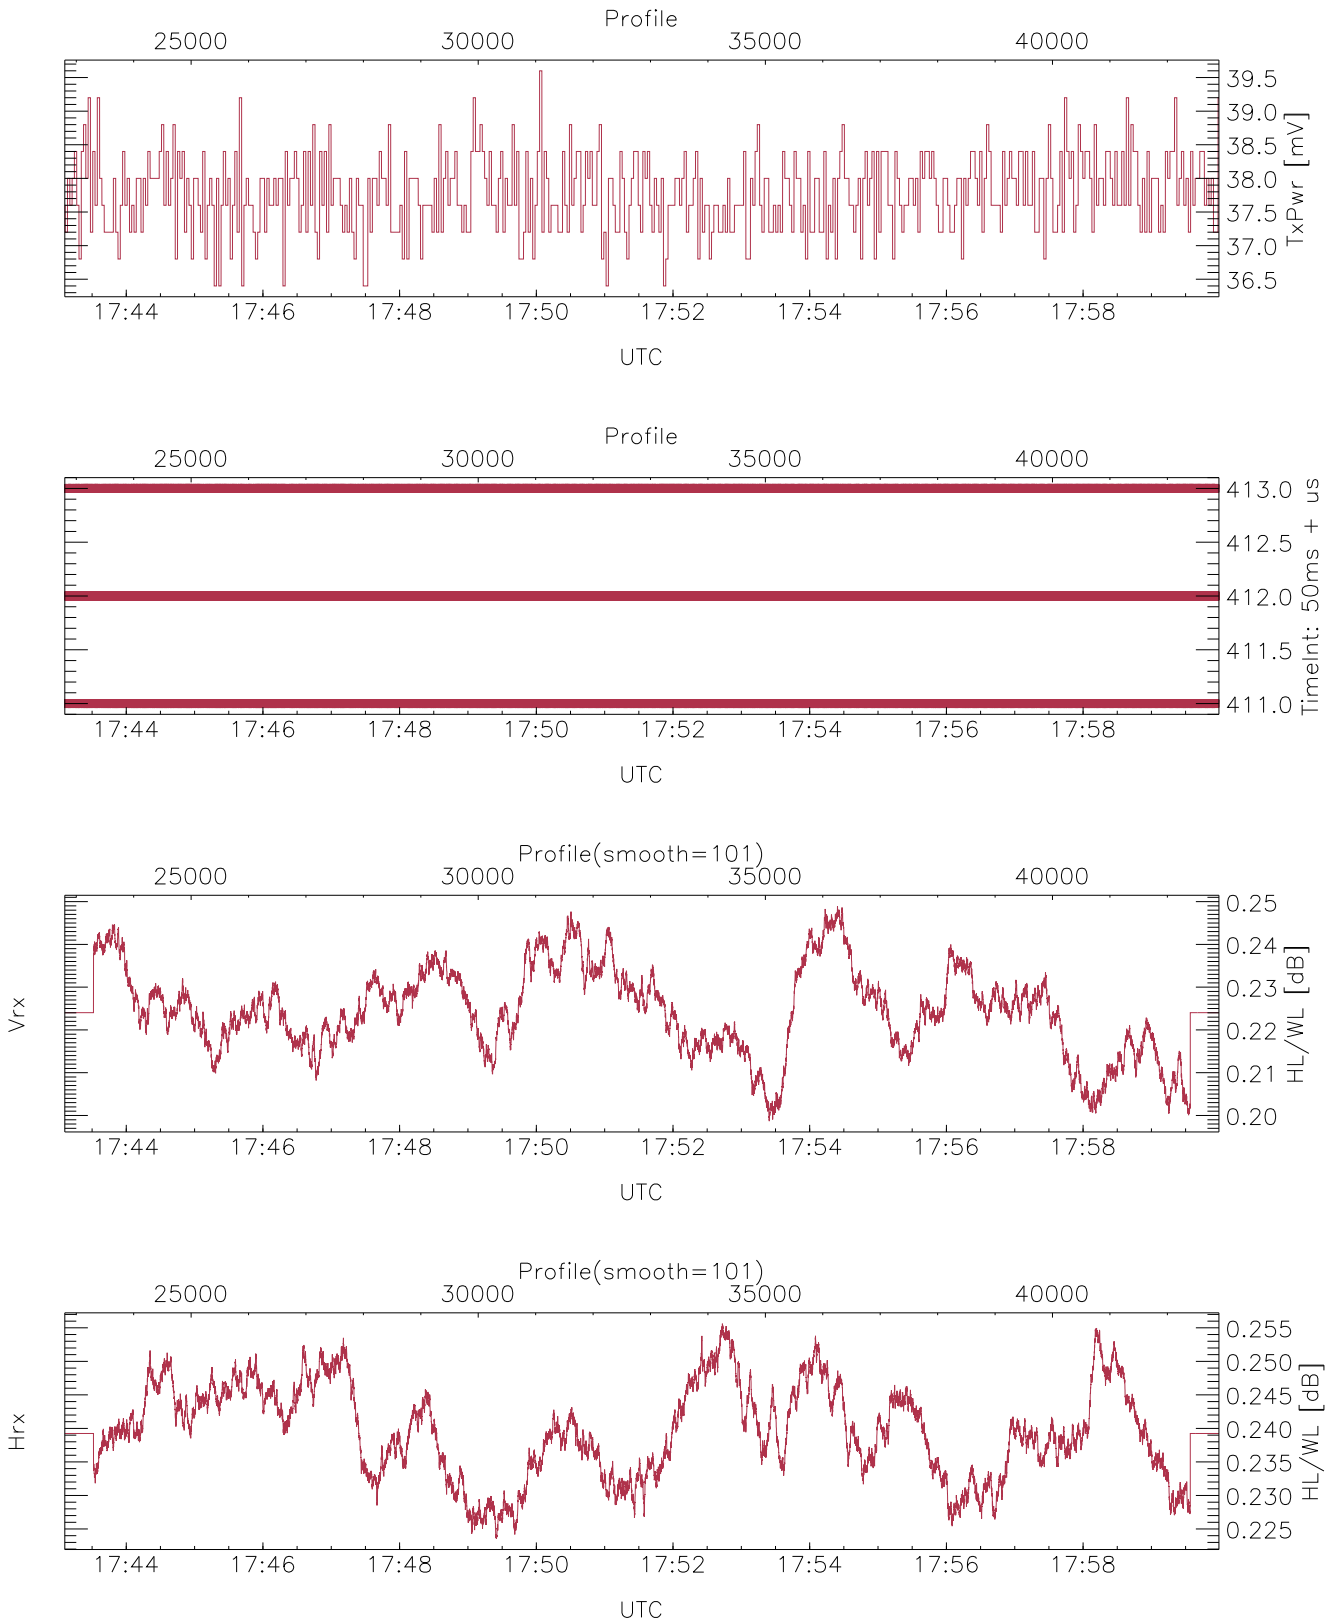 Profile
25000 30000 35000 40000
39.5
39.0
38.5
38.0
37.5
37.0
36.5
TxPwr [mV]
17:44 17:46 17:48 17:50 17:52 17:54 17:56 17:58
UTC
Profile
25000 30000 35000 40000
413.0
412.5
412.0
411.5
411.0
TimeInt: 50ms + us
17:44 17:46 17:48 17:50 17:52 17:54 17:56 17:58
UTC
Profile(smooth=101)
25000 30000 35000 40000
Vrx
0.25
0.24
0.23
0.22
0.21
0.20
HL/WL [dB]
17:44 17:46 17:48 17:50 17:52 17:54 17:56 17:58
UTC
Profile(smooth=101)
25000 30000 35000 40000
Hrx
0.255
0.250
0.245
0.240
0.235
0.230
0.225
HL/WL [dB]
17:44 17:46 17:48 17:50 17:52 17:54 17:56 17:58
UTC